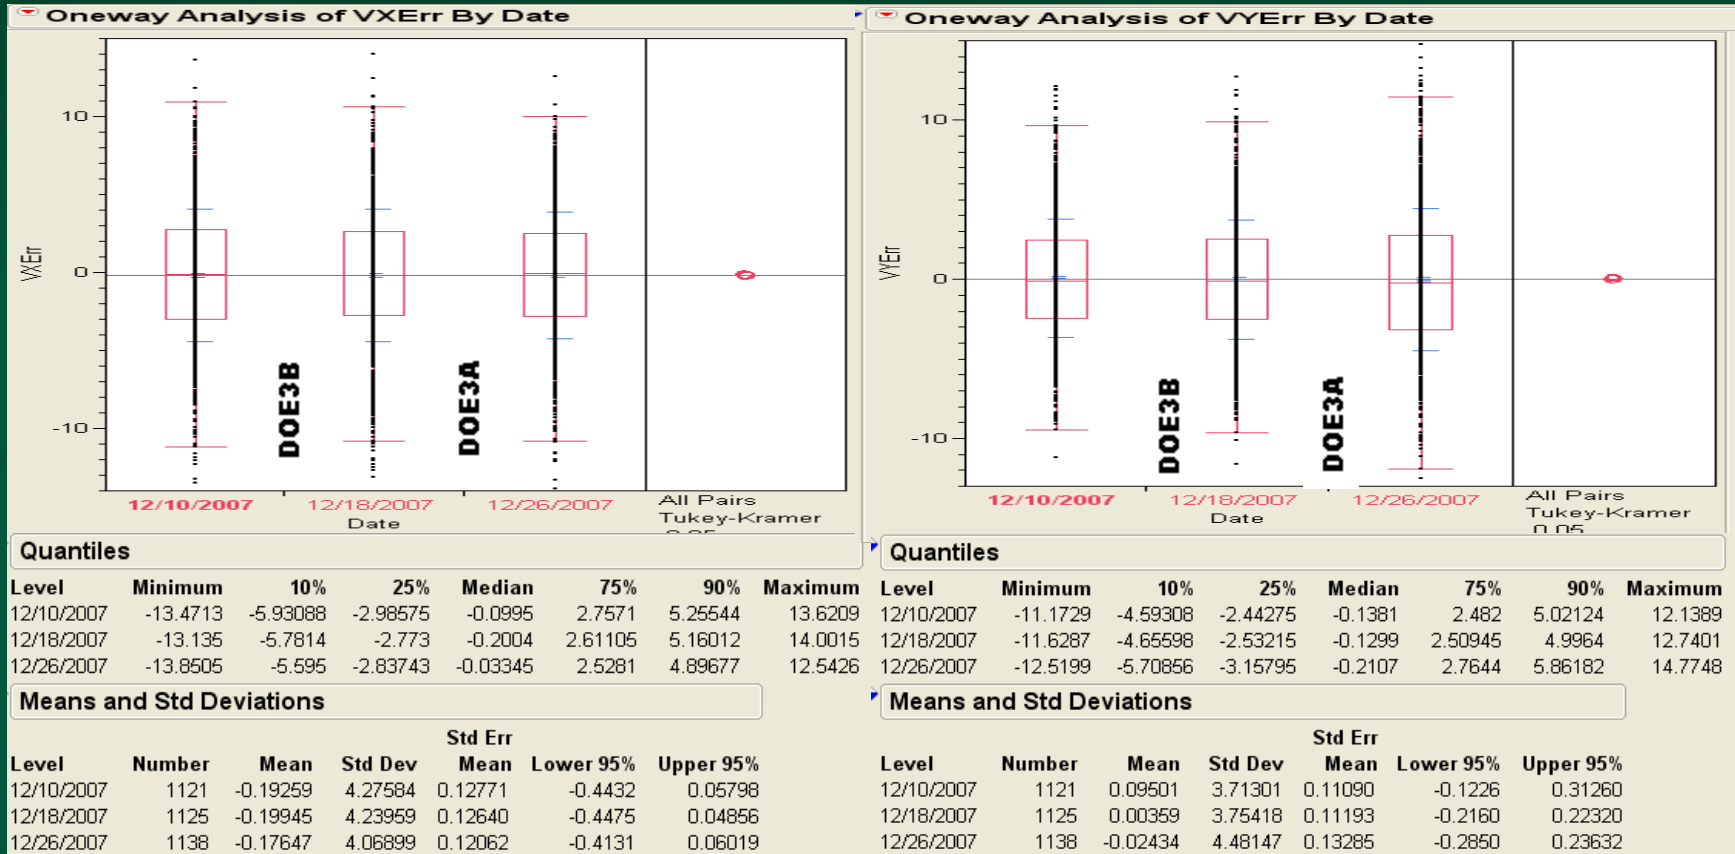 Oneway Analysis of VXErr By Date
10
0
-10
VXErr
DOE3B
DOE3A
12/10/2007 12/18/2007 12/26/2007
Date
All Pairs
Tukey-Kramer
0.05
Quantiles
Level Minimum 10% 25% Median 75% 90% Maximum
12/10/2007 -13.4713 -5.93088 -2.98575 -0.0995 2.7571 5.25544 13.6209
12/18/2007 -13.135 -5.7814 -2.773 -0.2004 2.61105 5.16012 14.0015
12/26/2007 -13.8505 -5.595 -2.83743 -0.03345 2.5281 4.89677 12.5426
Means and Std Deviations
Std Err
Level Number Mean Std Dev Mean Lower 95% Upper 95%
12/10/2007 1121 -0.19259 4.27584 0.12771 -0.4432 0.05798
12/18/2007 1125 -0.19945 4.23959 0.12640 -0.4475 0.04856
12/26/2007 1138 -0.17647 4.06899 0.12062 -0.4131 0.06019
Oneway Analysis of VYErr By Date
10
0
-10
VYErr
DOE3B
DOE3A
12/10/2007 12/18/2007 12/26/2007
Date
All Pairs
Tukey-Kramer
0.05
Quantiles
Level Minimum 10% 25% Median 75% 90% Maximum
12/10/2007 -11.1729 -4.59308 -2.44275 -0.1381 2.482 5.02124 12.1389
12/18/2007 -11.6287 -4.65598 -2.53215 -0.1299 2.50945 4.9964 12.7401
12/26/2007 -12.5199 -5.70856 -3.15795 -0.2107 2.7644 5.86182 14.7748
Means and Std Deviations
Std Err
Level Number Mean Std Dev Mean Lower 95% Upper 95%
12/10/2007 1121 0.09501 3.71301 0.11090 -0.1226 0.31260
12/18/2007 1125 0.00359 3.75418 0.11193 -0.2160 0.22320
12/26/2007 1138 -0.02434 4.48147 0.13285 -0.2850 0.23632